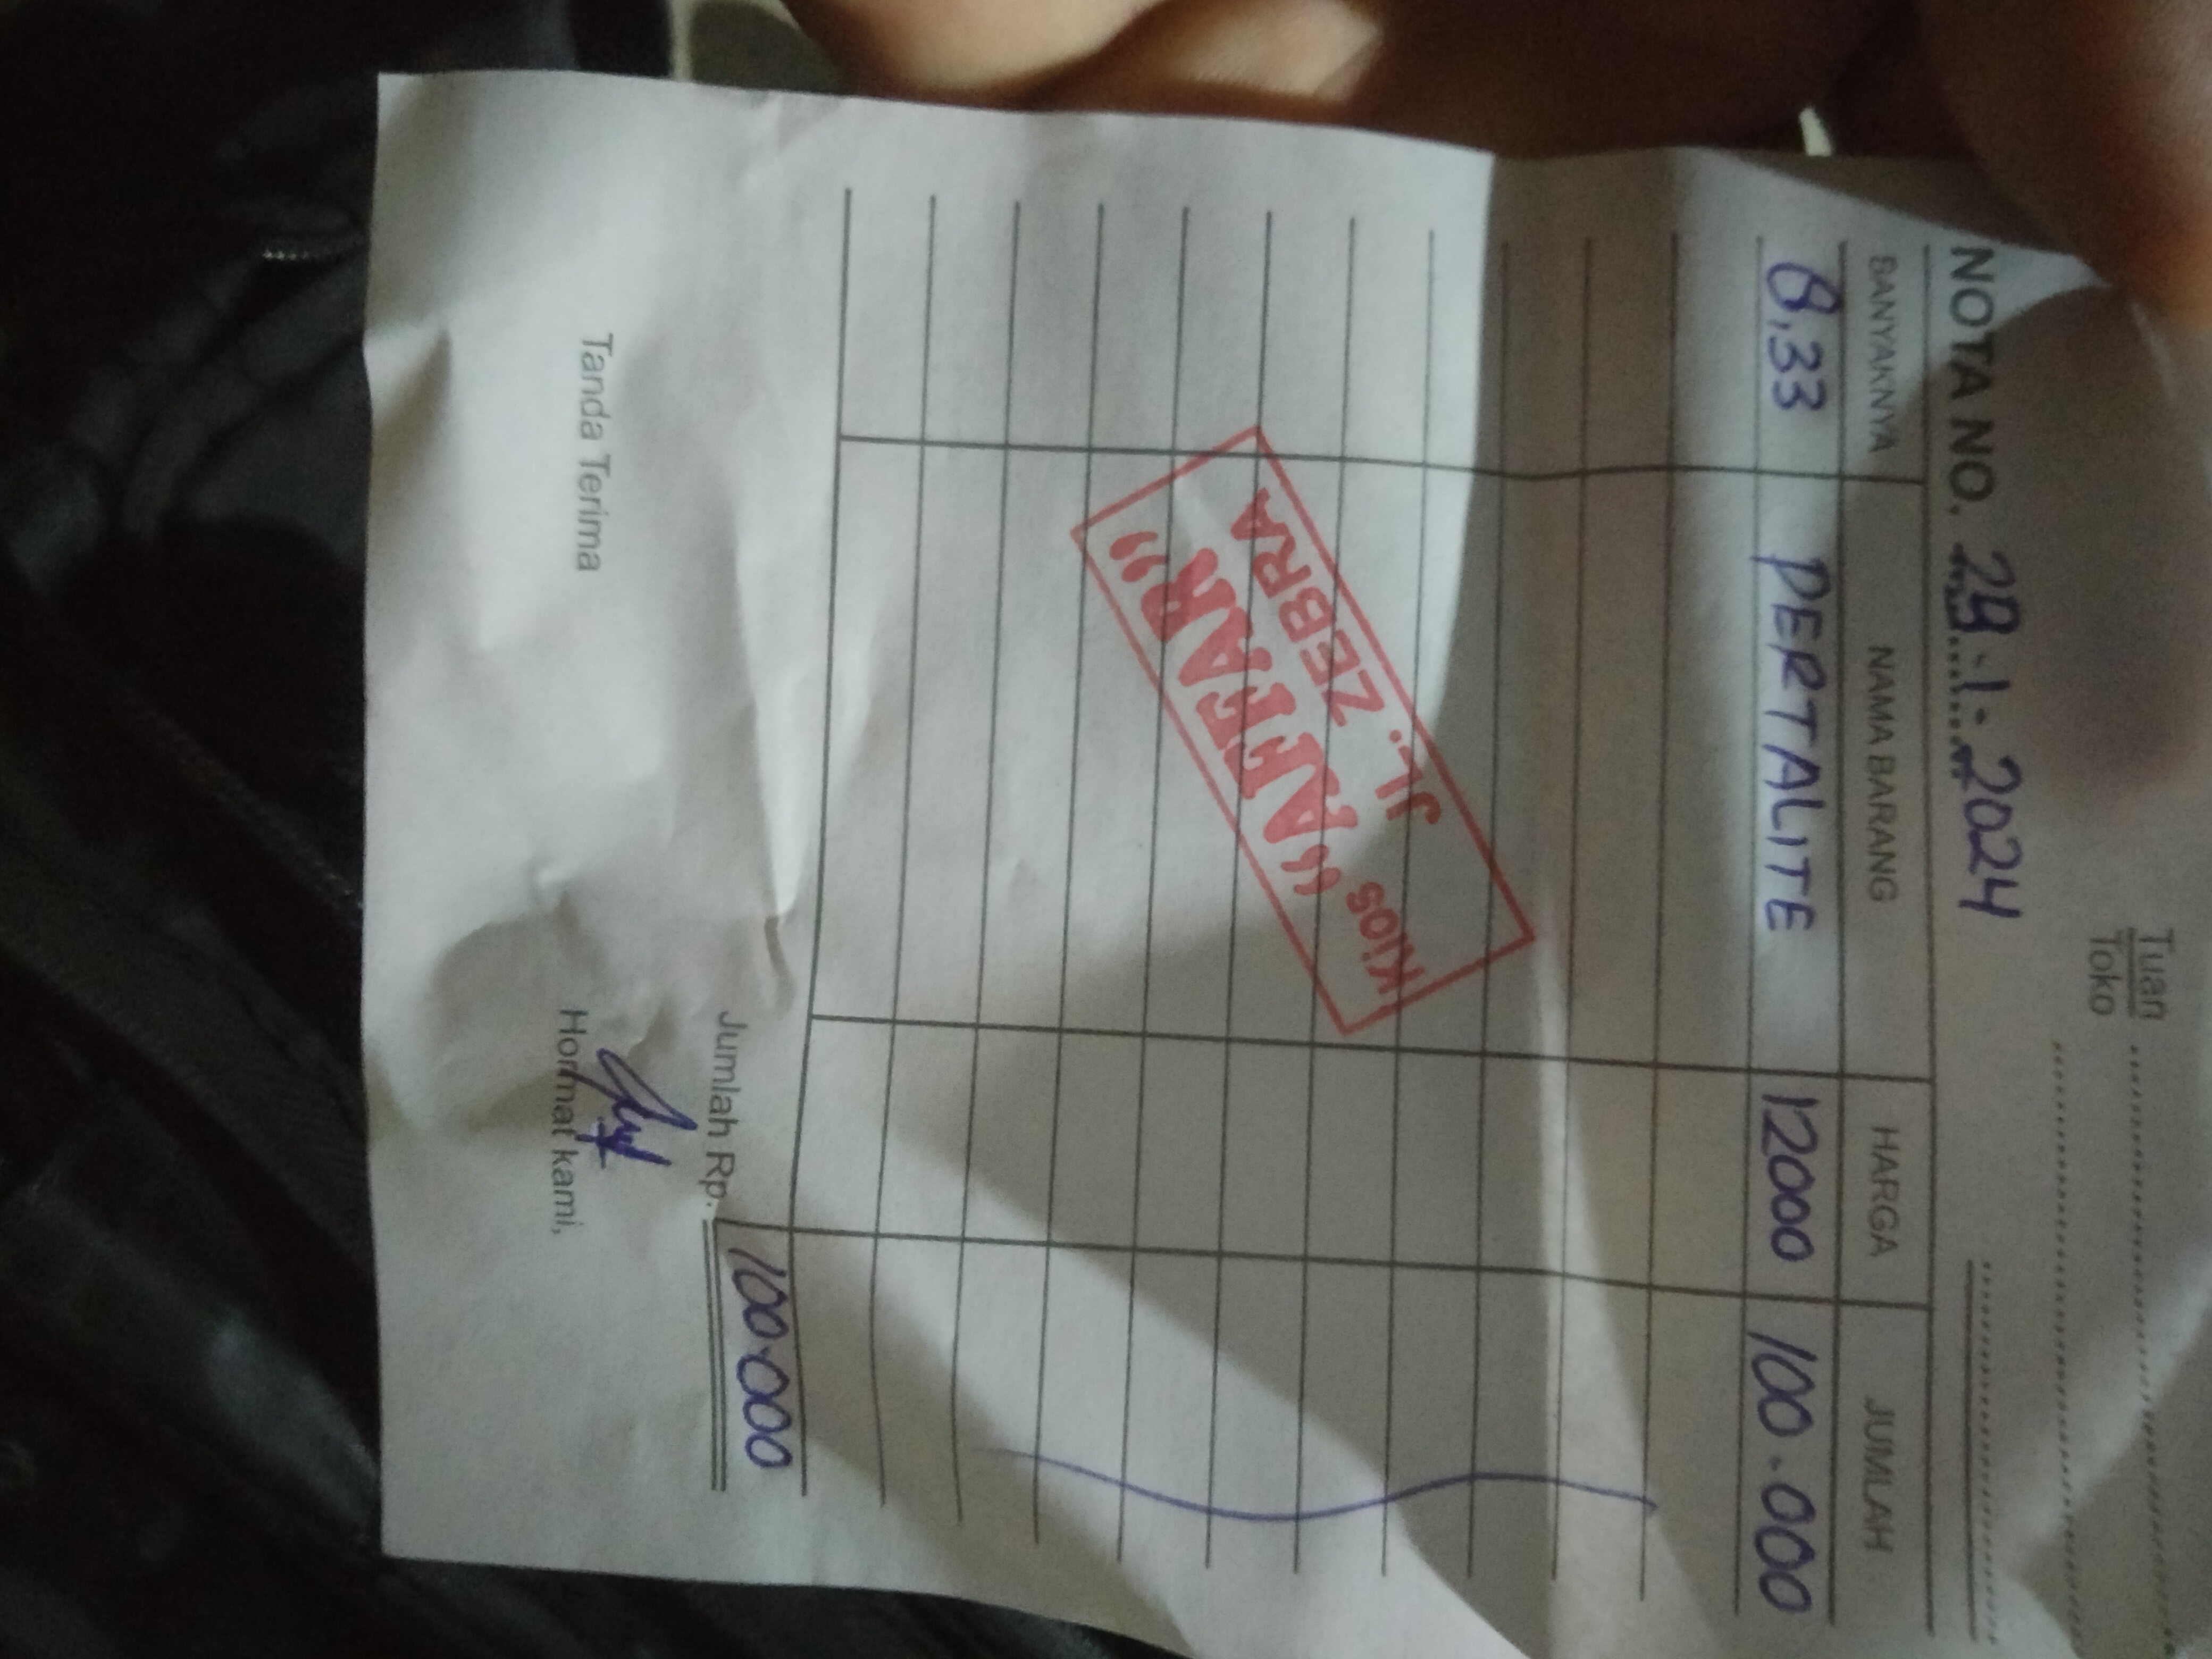 Tuan
Toko
NOTA NO. 29-1-2024
BANYAKNYA NAMA BARANG HARGA JUMLAH
8,33 PERTALITE 12000 100.000
Kios "AFFAR"
JL. ZEBRA
Jumlah Rp. 100.000
Tanda Terima Hormat kami,